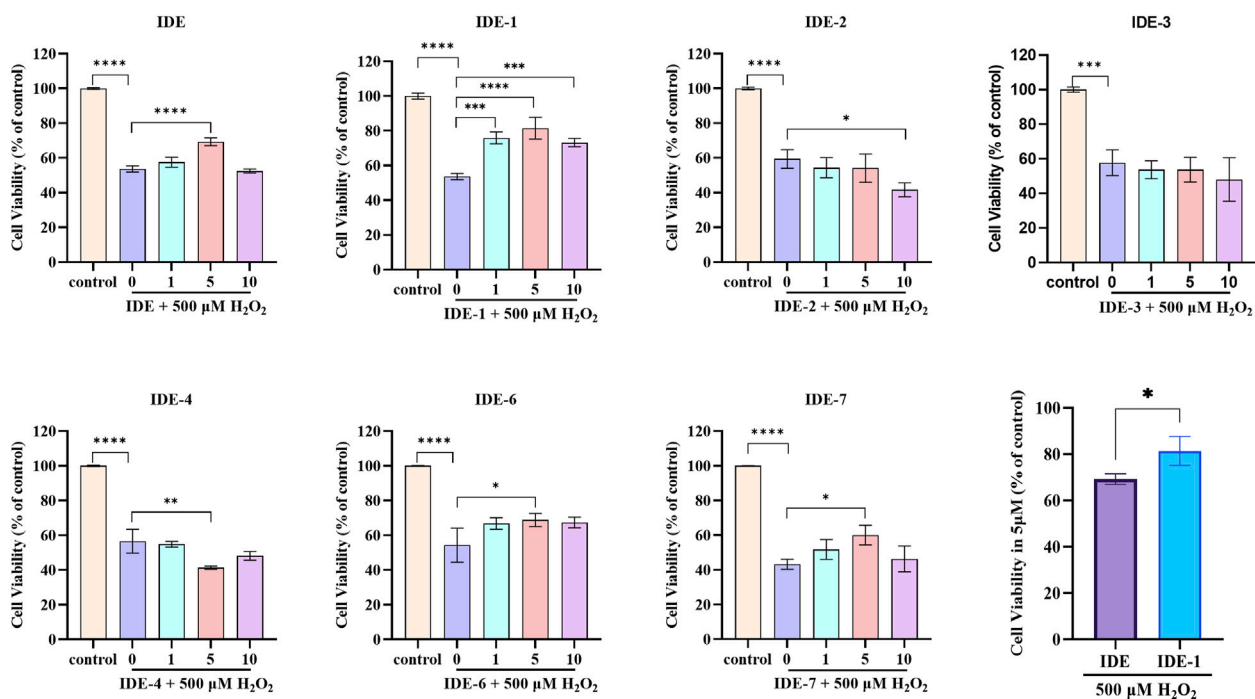 IDE
Cell Viability (% of control)
120
100
80
60
40
20
0
****
****
control 0 1 5 10
IDE + 500 μM H₂O₂
IDE-1
Cell Viability (% of control)
120
100
80
60
40
20
0
****
***
****
***
control 0 1 5 10
IDE-1 + 500 μM H₂O₂
IDE-2
Cell Viability (% of control)
120
100
80
60
40
20
0
****
*
control 0 1 5 10
IDE-2 + 500 μM H₂O₂
IDE-3
Cell Viability (% of control)
120
100
80
60
40
20
0
***
control 0 1 5 10
IDE-3 + 500 μM H₂O₂
IDE-4
Cell Viability (% of control)
120
100
80
60
40
20
0
****
**
control 0 1 5 10
IDE-4 + 500 μM H₂O₂
IDE-6
Cell Viability (% of control)
120
100
80
60
40
20
0
****
*
control 0 1 5 10
IDE-6 + 500 μM H₂O₂
IDE-7
Cell Viability (% of control)
120
100
80
60
40
20
0
****
*
control 0 1 5 10
IDE-7 + 500 μM H₂O₂
Cell Viability in 5μM (% of control)
100
80
60
40
20
0
*
IDE IDE-1
500 μM H₂O₂